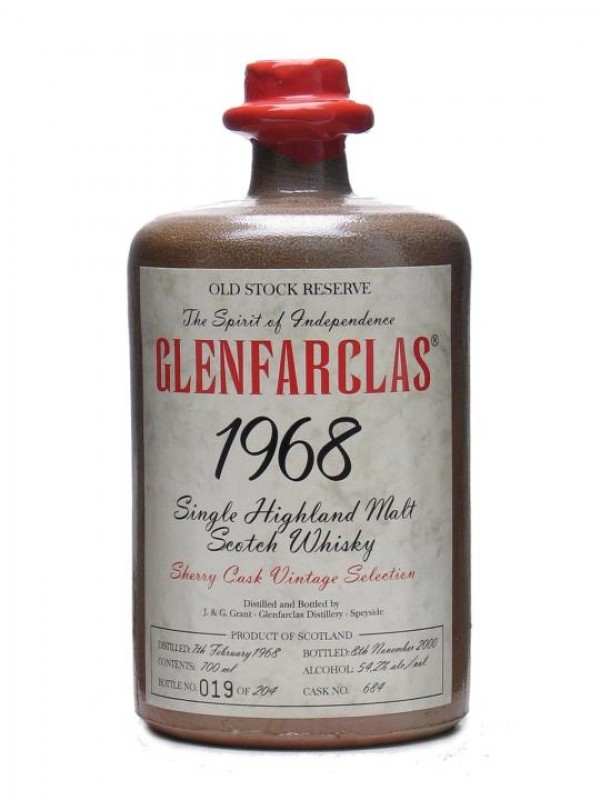 OLD STOCK RESERVE
The Spirit of Independence
GLENFARCLAS®
1968
Single Highland Malt
Scotch Whisky
Sherry Cask Vintage Selection
Distilled and Bottled by
J. & G. Grant - Glenfarclas Distillery - Speyside
PRODUCT OF SCOTLAND
DISTILLED: 7th February 1968 BOTTLED: 8th November 2000
CONTENTS: 700 ml ALCOHOL: 54,2% alc/vol
BOTTLE NO. 019 OF 204 CASK NO. 684